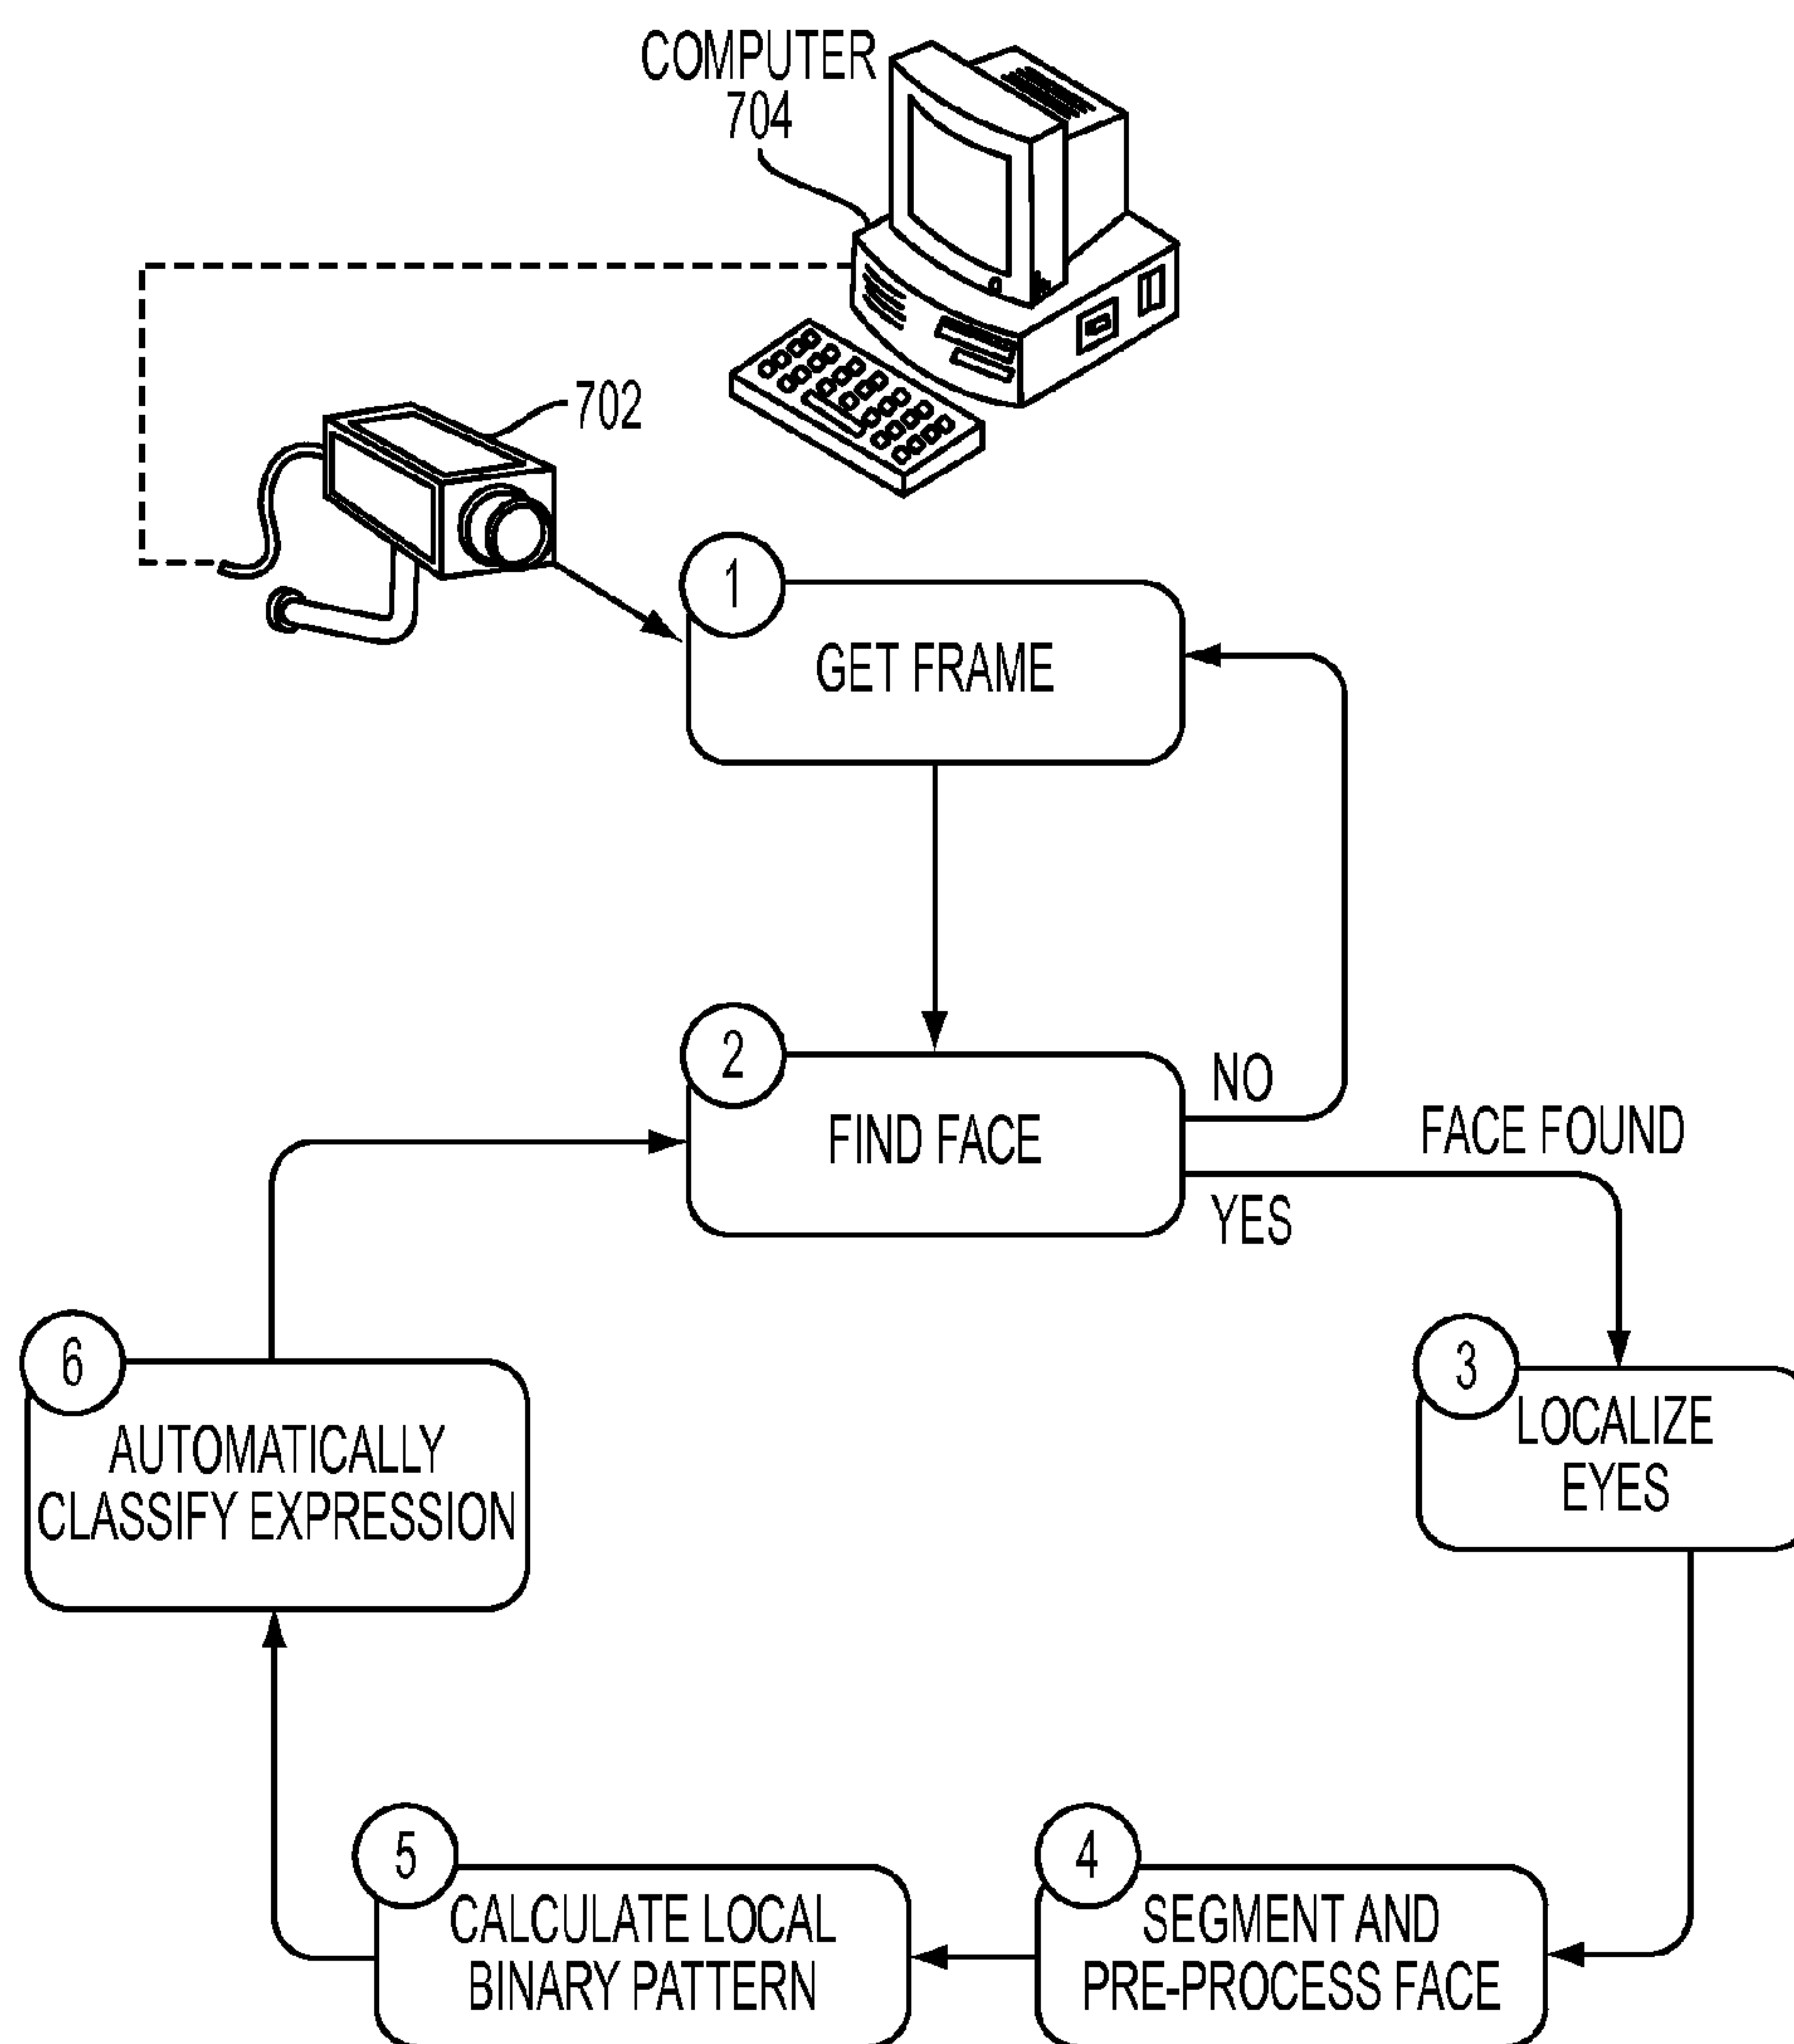 COMPUTER
704
702
1
GET FRAME
2
FIND FACE
NO
YES
FACE FOUND
3
LOCALIZE
EYES
6
AUTOMATICALLY
CLASSIFY EXPRESSION
5
CALCULATE LOCAL
BINARY PATTERN
4
SEGMENT AND
PRE-PROCESS FACE